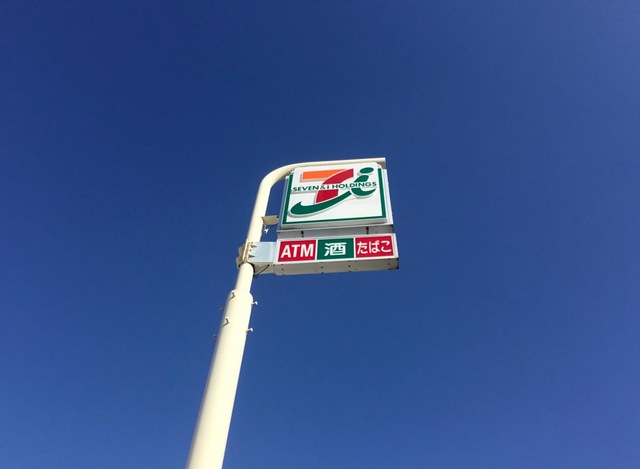 SEVEN & i HOLDINGS
ATM 酒 たばこ